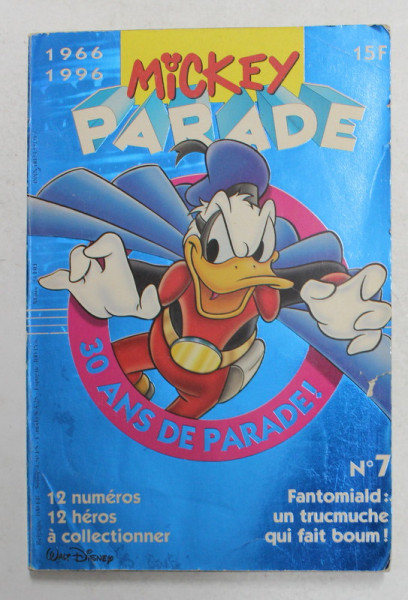 1966
1996
MiCKEY
15F
PARADE
30 ANS DE PARADE!
N° 7
12 numéros
12 héros
à collectionner
Fantomiald :
un trucmuche
qui fait boum !
WALT DISNEY